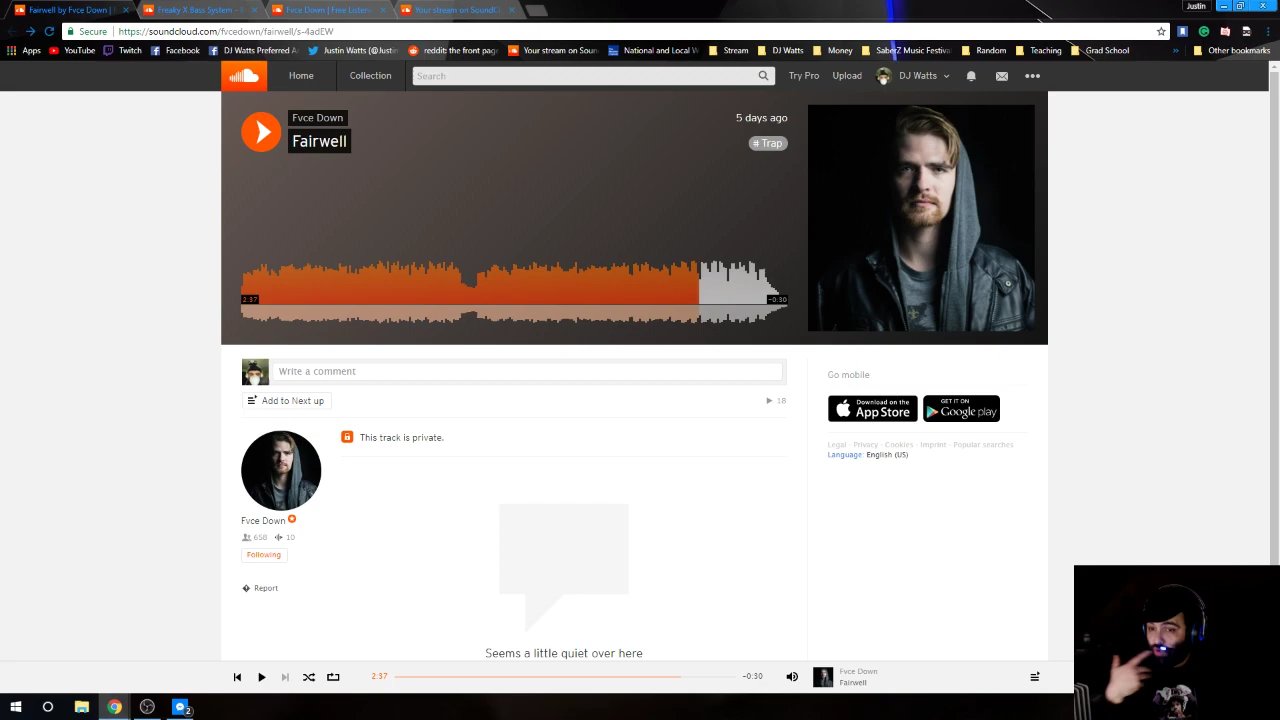 Fairwell by Fvce Down |
Freaky X Bass System -
Fvce Down | Free Listen
Your stream on SoundC
Justin
Secure
https://soundcloud.com/fvcedown/fairwell/s-4adEW
Apps
YouTube
Twitch
Facebook
DJ Watts Preferred A
Justin Watts (@Justin
reddit: the front page
Your stream on Soun
National and Local W
Stream
DJ Watts
Money
SaberZ Music Festival
Random
Teaching
Grad School
»
Other bookmarks
Home
Collection
Search
Try Pro
Upload
DJ Watts
Fvce Down
Fairwell
5 days ago
# Trap
2:37
-0:30
Write a comment
Add to Next up
18
This track is private.
Fvce Down
658
10
Following
Report
Seems a little quiet over here
Go mobile
Download on the
App Store
GET IT ON
Google play
Legal - Privacy - Cookies - Imprint - Popular searches
Language: English (US)
2:37
-0:30
Fvce Down
Fairwell
2